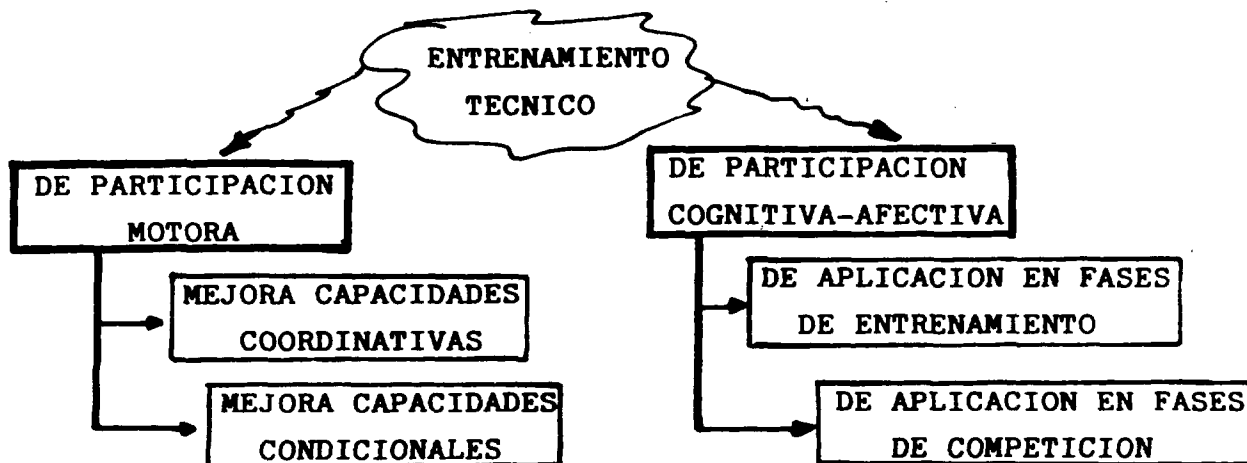 ENTRENAMIENTO
TECNICO
DE PARTICIPACION
MOTORA
MEJORA CAPACIDADES
COORDINATIVAS
MEJORA CAPACIDADES
CONDICIONALES
DE PARTICIPACION
COGNITIVA-AFECTIVA
DE APLICACION EN FASES
DE ENTRENAMIENTO
DE APLICACION EN FASES
DE COMPETICION